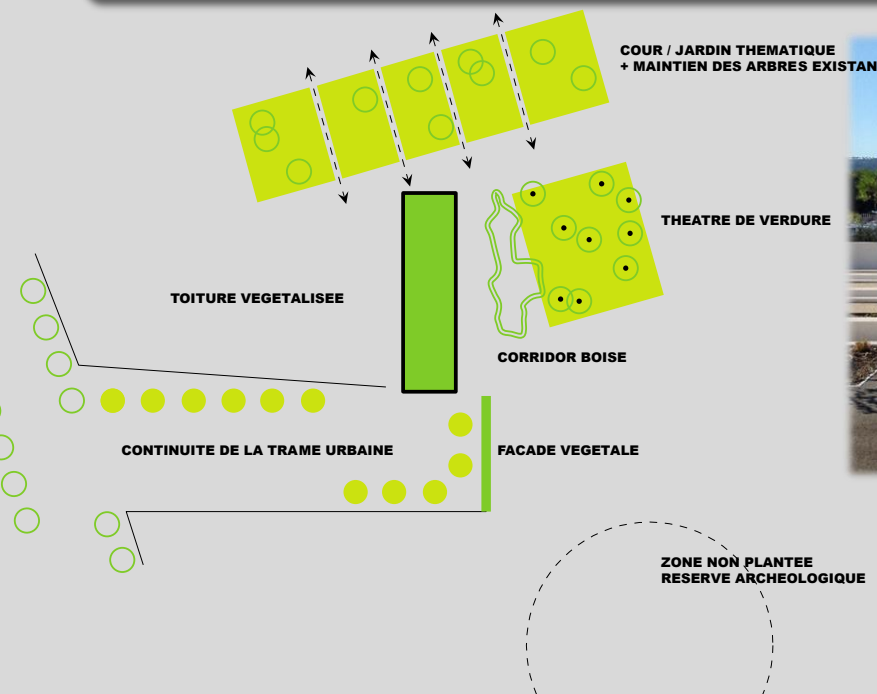 COUR / JARDIN THEMATIQUE
+ MAINTIEN DES ARBRES EXISTAN
THEATRE DE VERDURE
TOITURE VEGETALISEE
CORRIDOR BOISE
CONTINUITE DE LA TRAME URBAINE
FACADE VEGETALE
ZONE NON PLANTEE
RESERVE ARCHEOLOGIQUE